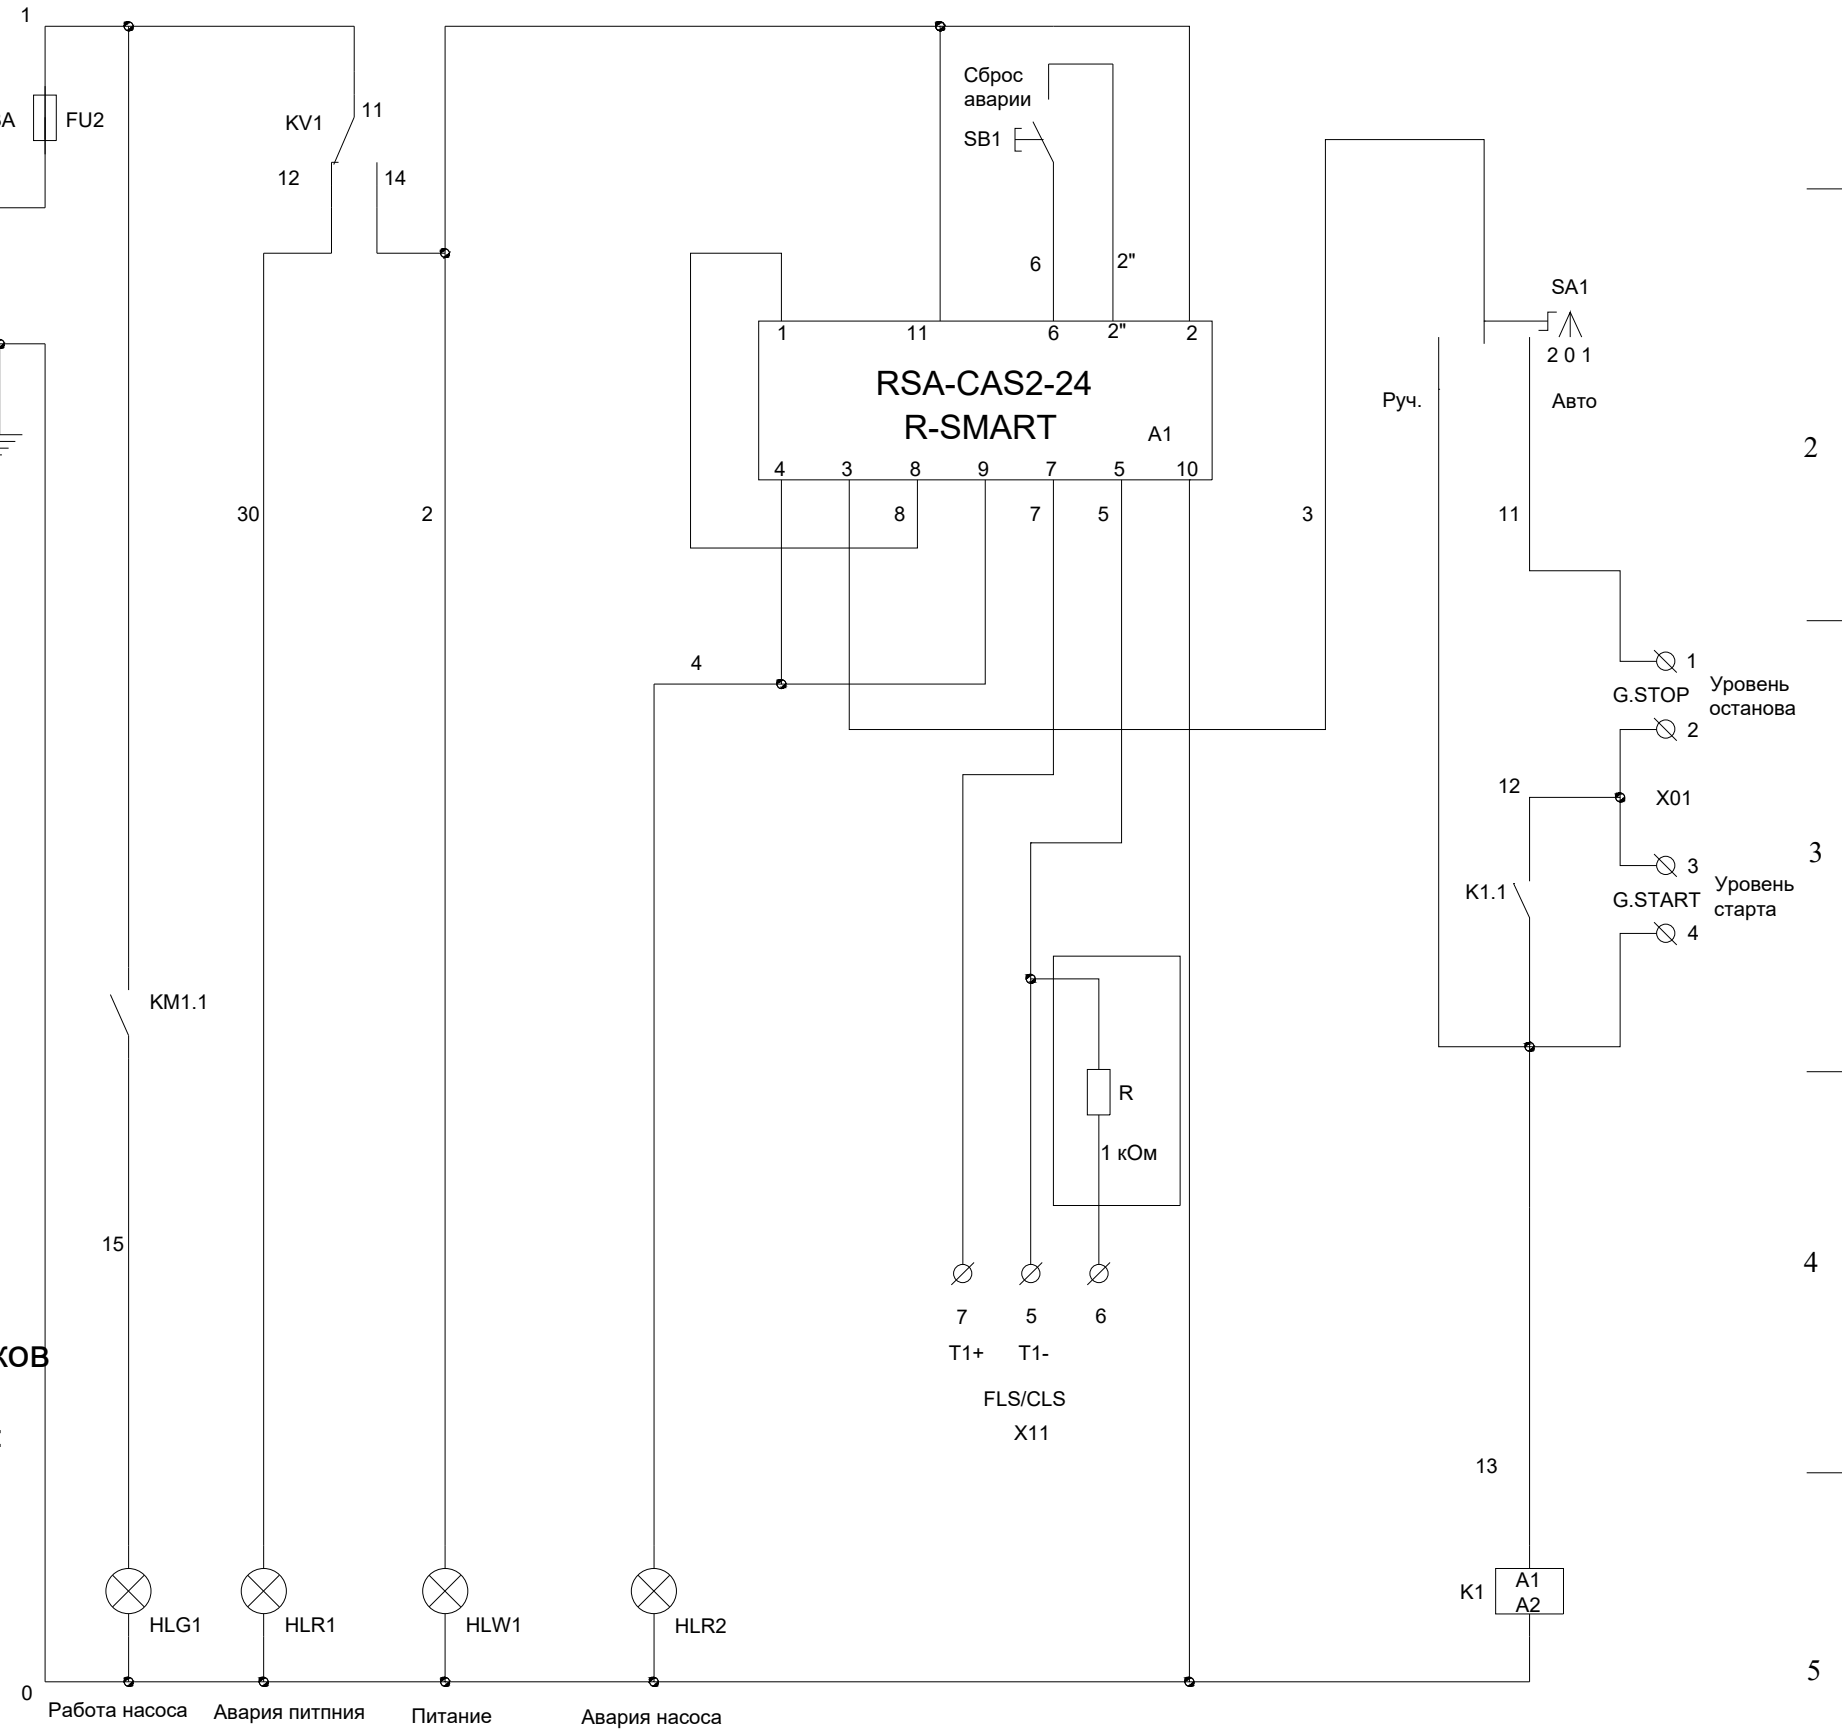 1
FU2
KV1
11
12
14
Сброс
аварии
SB1
6
2"
SA1
2 0 1
1
11
6
2"
2
RSA-CAS2-24
R-SMART
A1
4
3
8
9
7
5
10
Руч.
Авто
2
30
2
8
7
5
3
11
4
1
G.STOP
Уровень
останова
2
12
X01
3
3
K1.1
G.START
Уровень
старта
4
KM1.1
R
1 кОм
15
4
7
5
6
T1+
T1-
FLS/CLS
X11
13
HLG1
HLR1
HLW1
HLR2
K1
A1
A2
5
0
Работа насоса
Авария питпния
Питание
Авария насоса